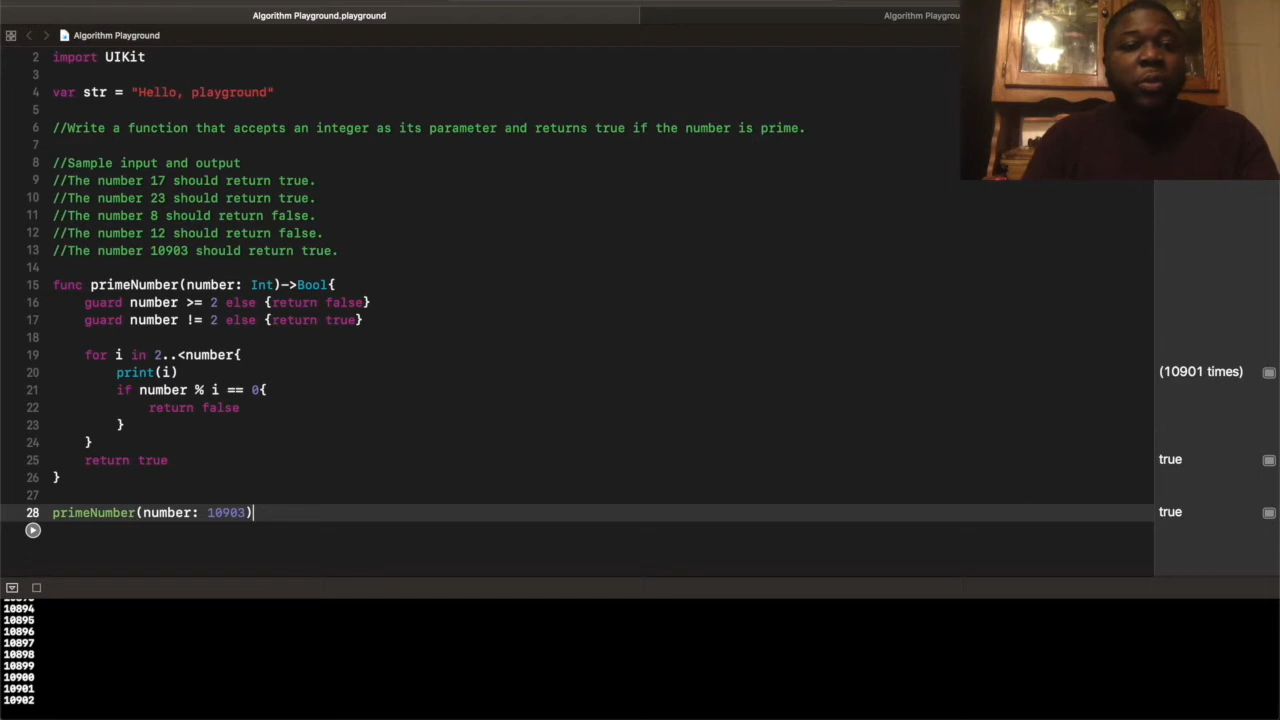 Algorithm Playground.playground
Algorithm Playgrou
Algorithm Playground
2 import UIKit
3
4 var str = "Hello, playground"
5
6 //Write a function that accepts an integer as its parameter and returns true if the number is prime.
7
8 //Sample input and output
9 //The number 17 should return true.
10 //The number 23 should return true.
11 //The number 8 should return false.
12 //The number 12 should return false.
13 //The number 10903 should return true.
14
15 func primeNumber(number: Int)->Bool{
16 guard number >= 2 else {return false}
17 guard number != 2 else {return true}
18
19 for i in 2..<number{
20 print(i) (10901 times)
21 if number % i == 0{
22 return false
23 }
24 }
25 return true true
26 }
27
28 primeNumber(number: 10903) true
10894
10895
10896
10897
10898
10899
10900
10901
10902